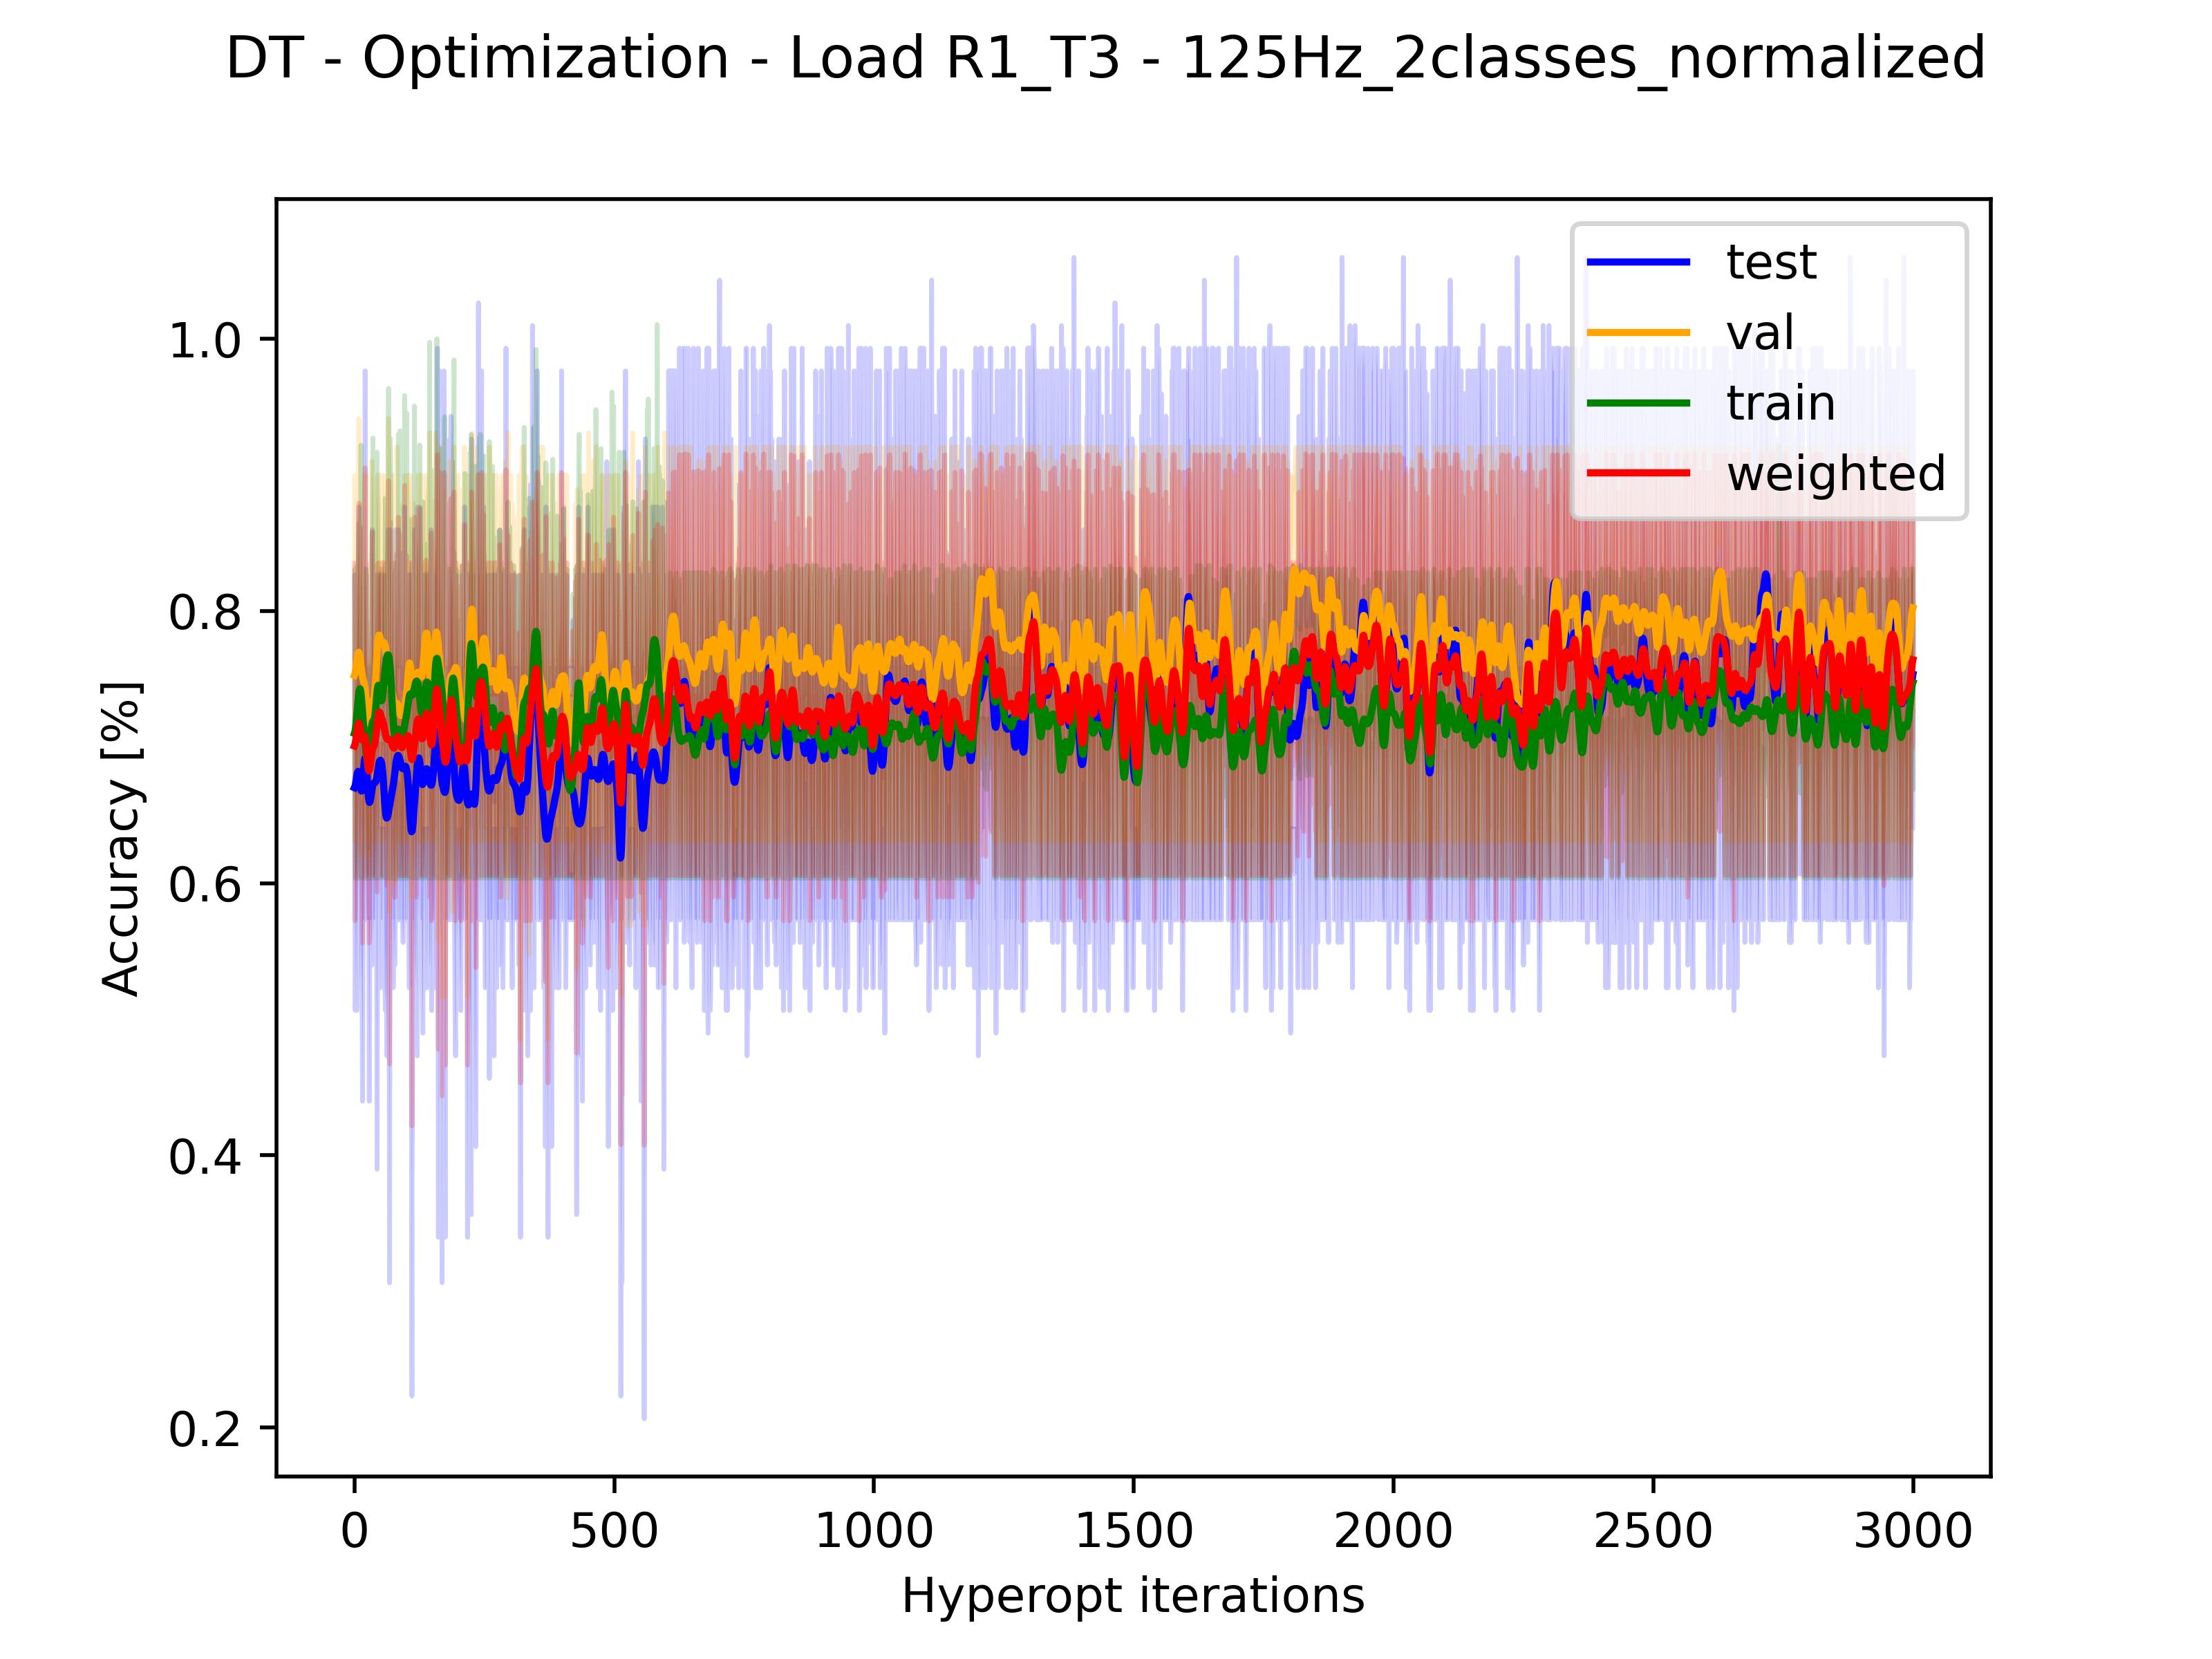 DT - Optimization - Load R1_T3 - 125Hz_2classes_normalized
test
val
train
weighted
1.0
0.8
0.6
0.4
0.2
Accuracy [%]
0 500 1000 1500 2000 2500 3000
Hyperopt iterations